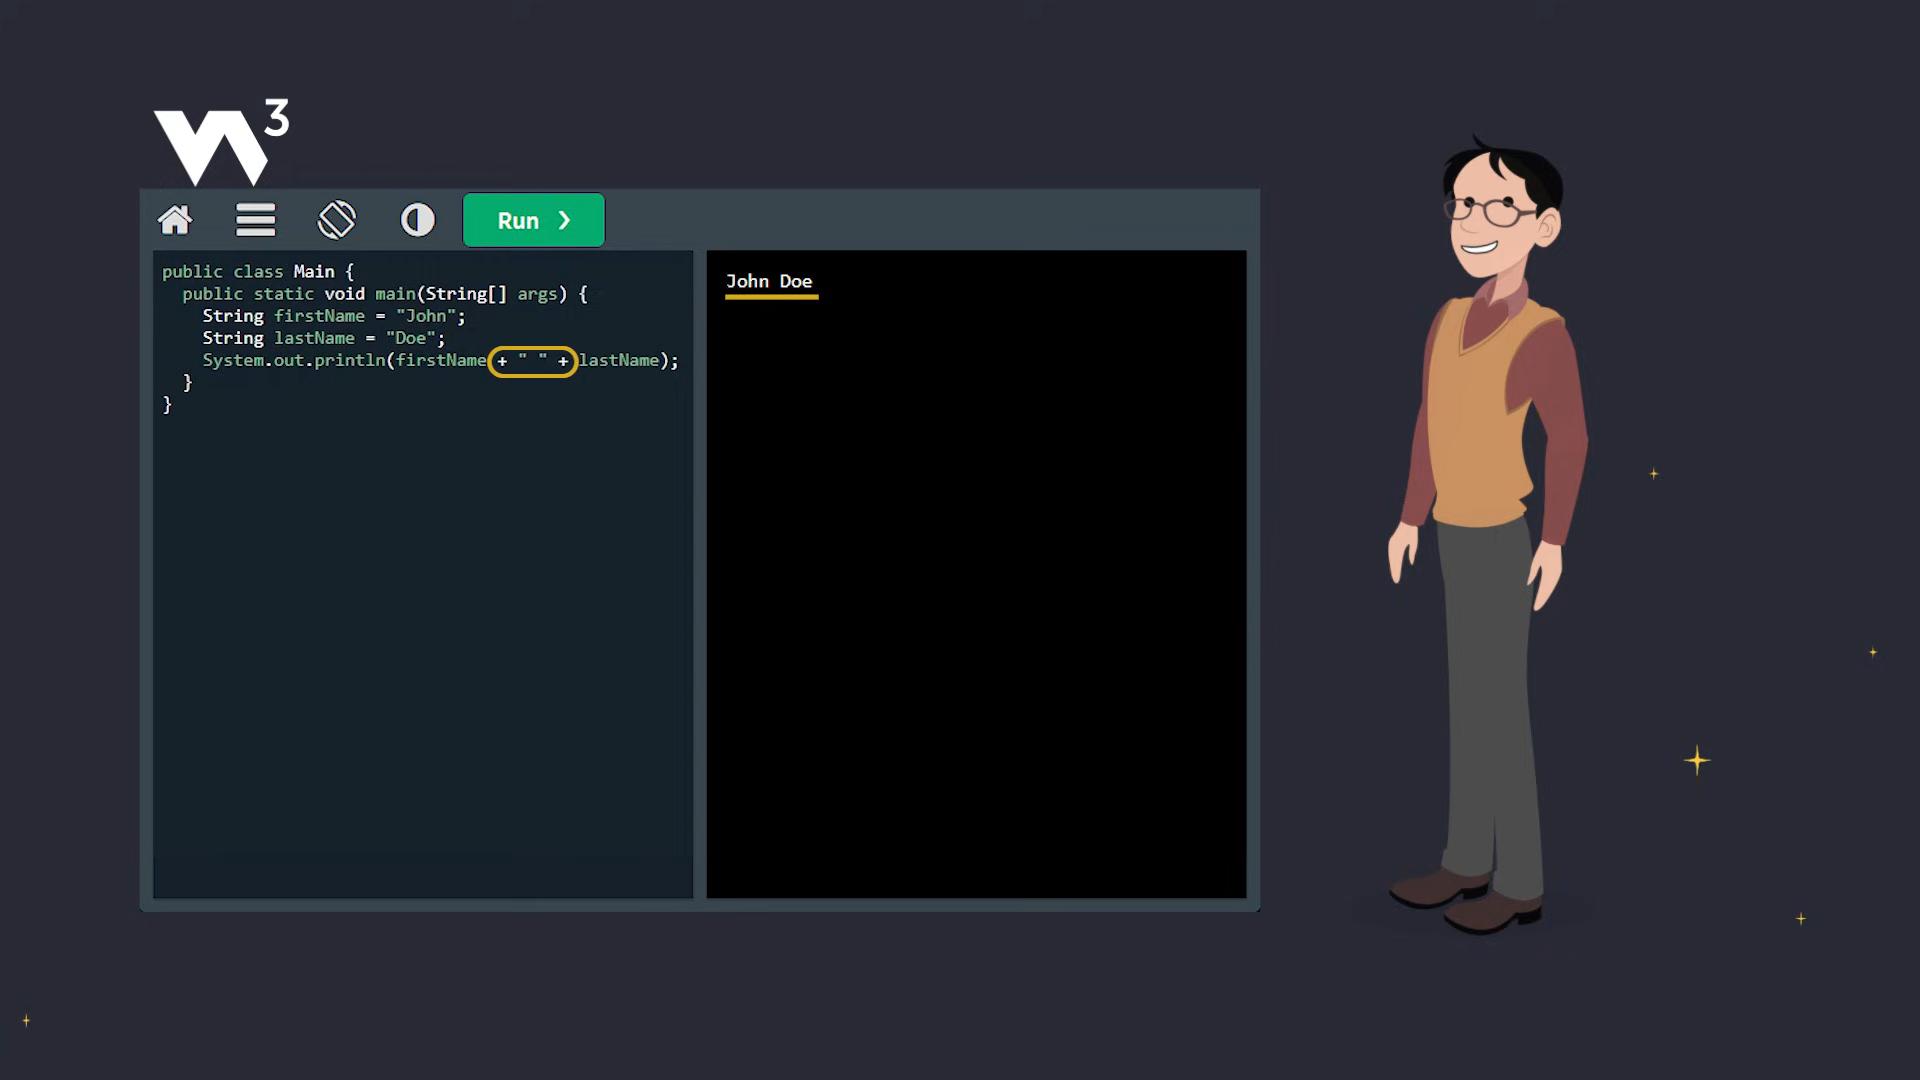 W3
Run ❯
public class Main {
  public static void main(String[] args) {
    String firstName = "John";
    String lastName = "Doe";
    System.out.println(firstName + " " + lastName);
  }
}
John Doe